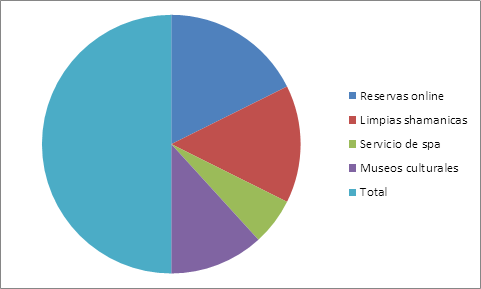 Reservas online
Limpias shamanicas
Servicio de spa
Museos culturales
Total